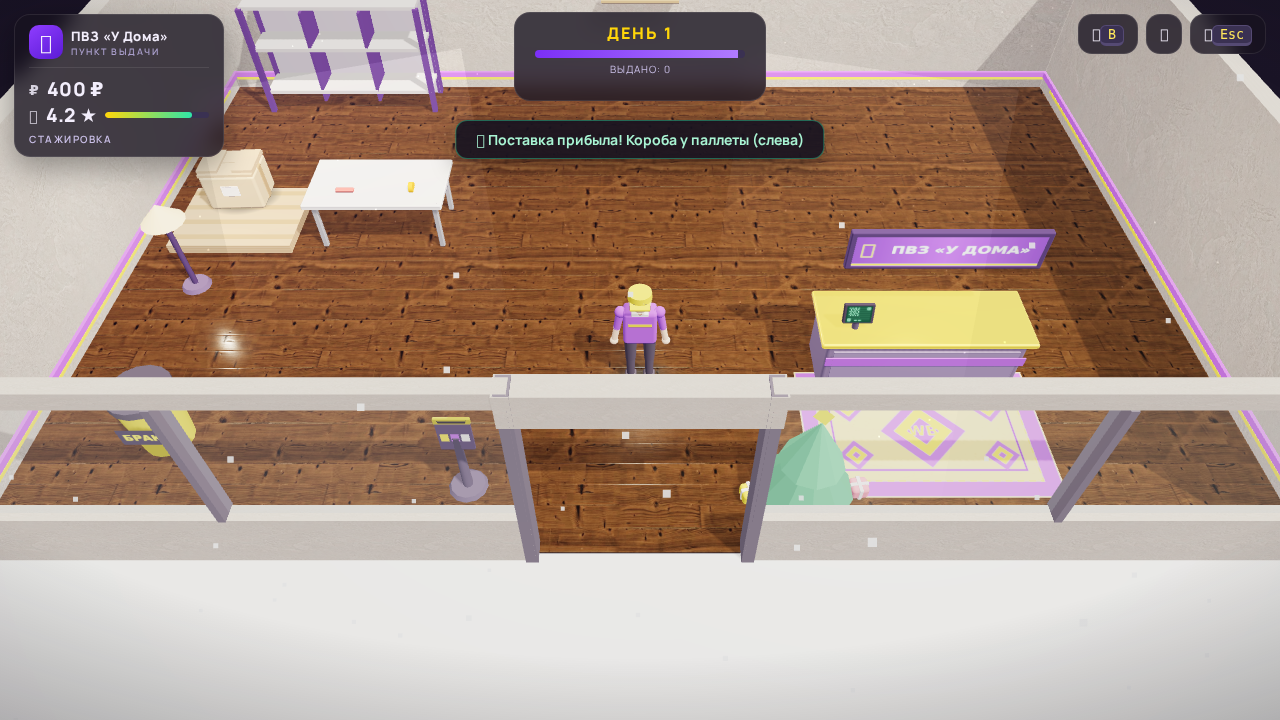 ПВЗ «У Дома»
ПУНКТ ВЫДАЧИ
₽ 400 ₽
4.2 ★
СТАЖИРОВКА
ДЕНЬ 1
ВЫДАНО: 0
B
Esc
Поставка прибыла! Короба у паллеты (слева)
ПВЗ «У ДОМА»
WB